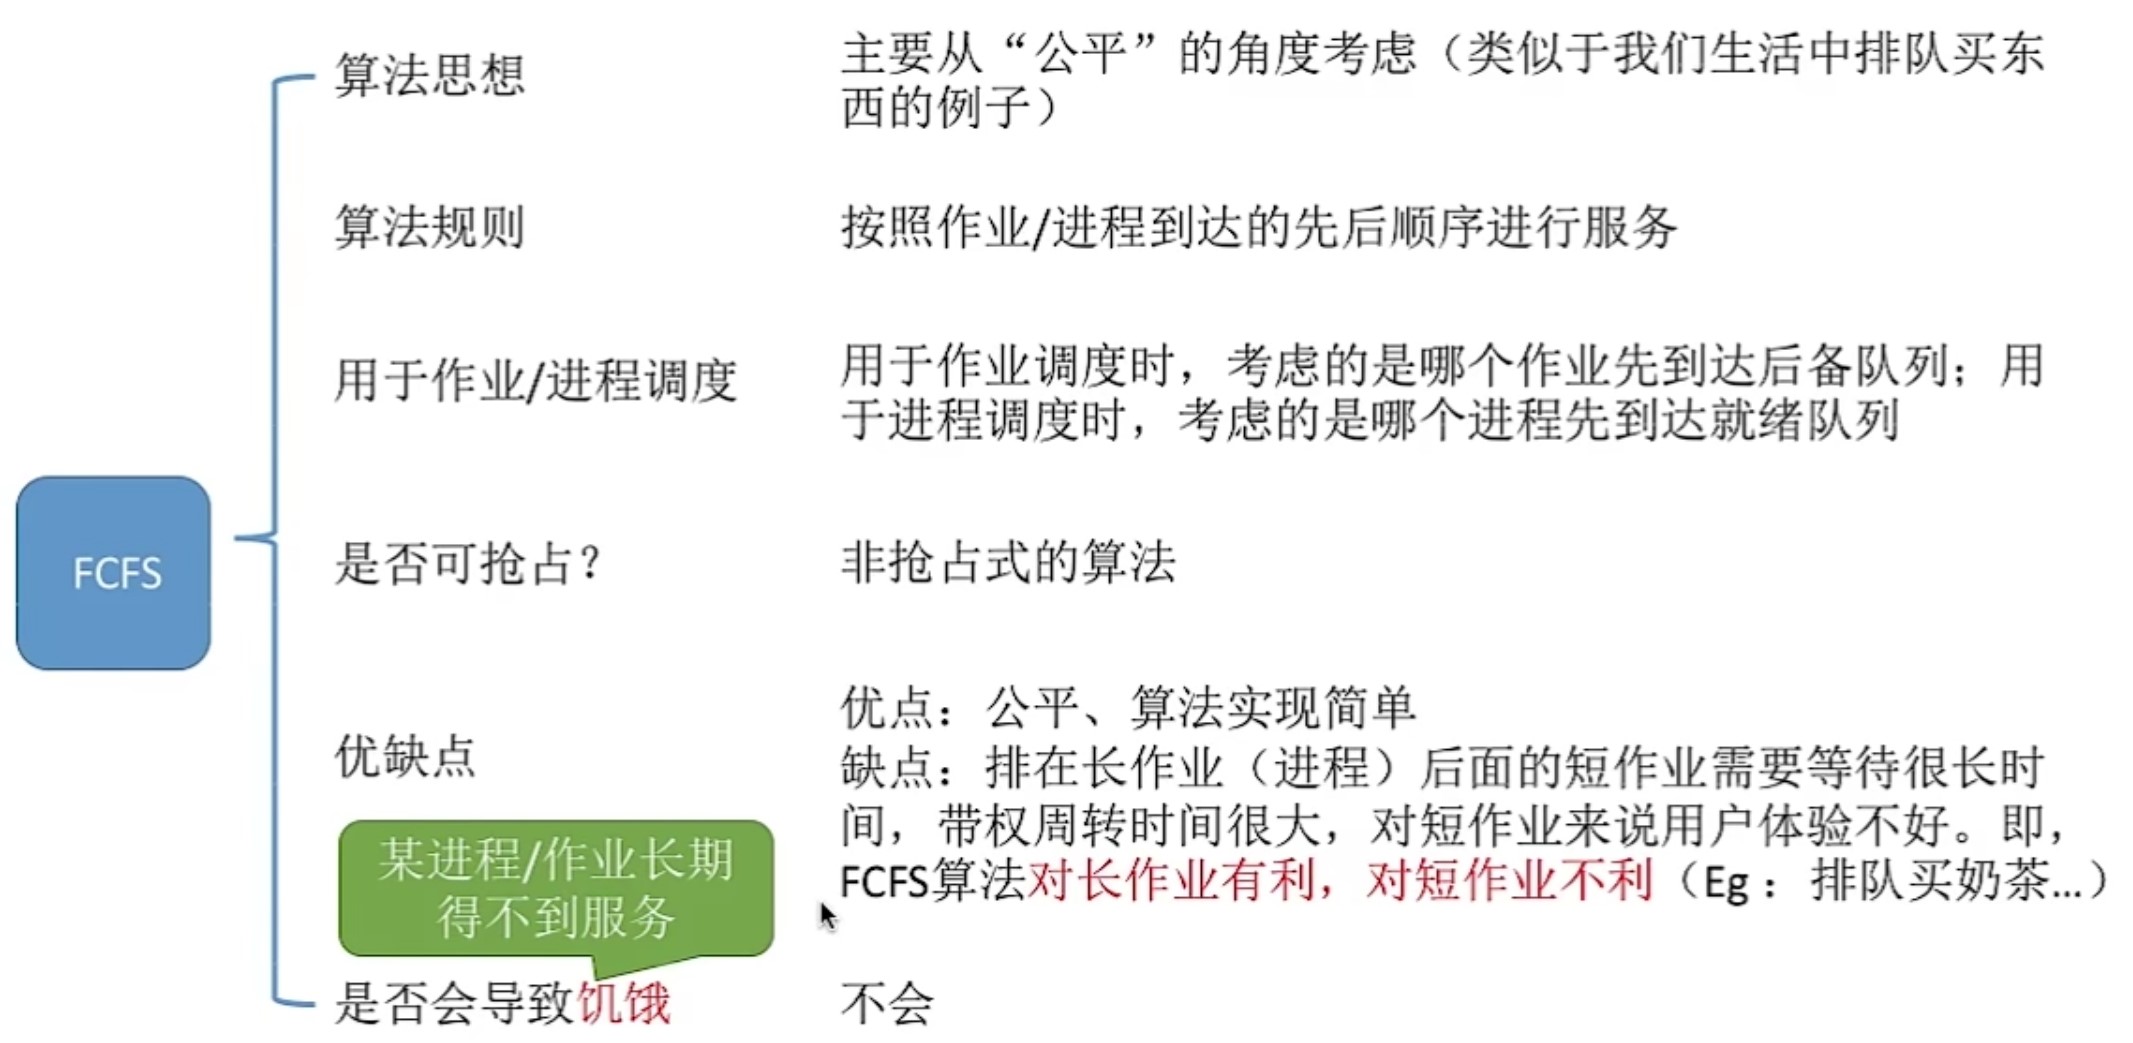 算法思想
主要从“公平”的角度考虑（类似于我们生活中排队买东
西的例子）
算法规则
按照作业/进程到达的先后顺序进行服务
用于作业/进程调度
用于作业调度时，考虑的是哪个作业先到达后备队列；用
于进程调度时，考虑的是哪个进程先到达就绪队列
FCFS
是否可抢占？
非抢占式的算法
优缺点
优点：公平、算法实现简单
缺点：排在长作业（进程）后面的短作业需要等待很长时
间，带权周转时间很大，对短作业来说用户体验不好。即，
FCFS算法对长作业有利，对短作业不利（Eg：排队买奶茶...）
某进程/作业长期
得不到服务
是否会导致饥饿
不会